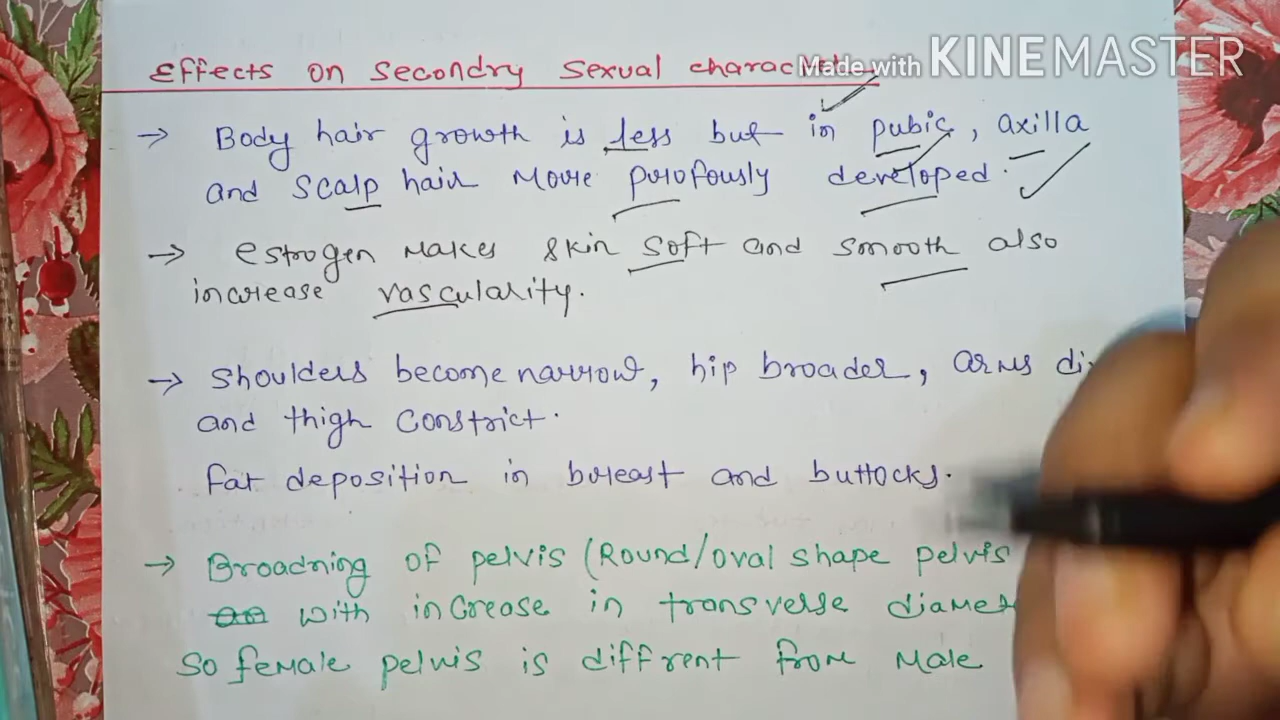 Made with KINEMASTER
Effects on Secondry Sexual
→ Body hair growth is less but in pubic, axilla
and scalp hair more profously developed.
→ estrogen makes skin soft and smooth also
increase vascularity.
→ Shoulders become narrow, hip broader, arms
and thigh constrict.
Fat deposition in breast and buttocks.
→ Broadning of pelvis (Round/oval shape pelvis
with increase in transverse
So female pelvis is diffrent from male